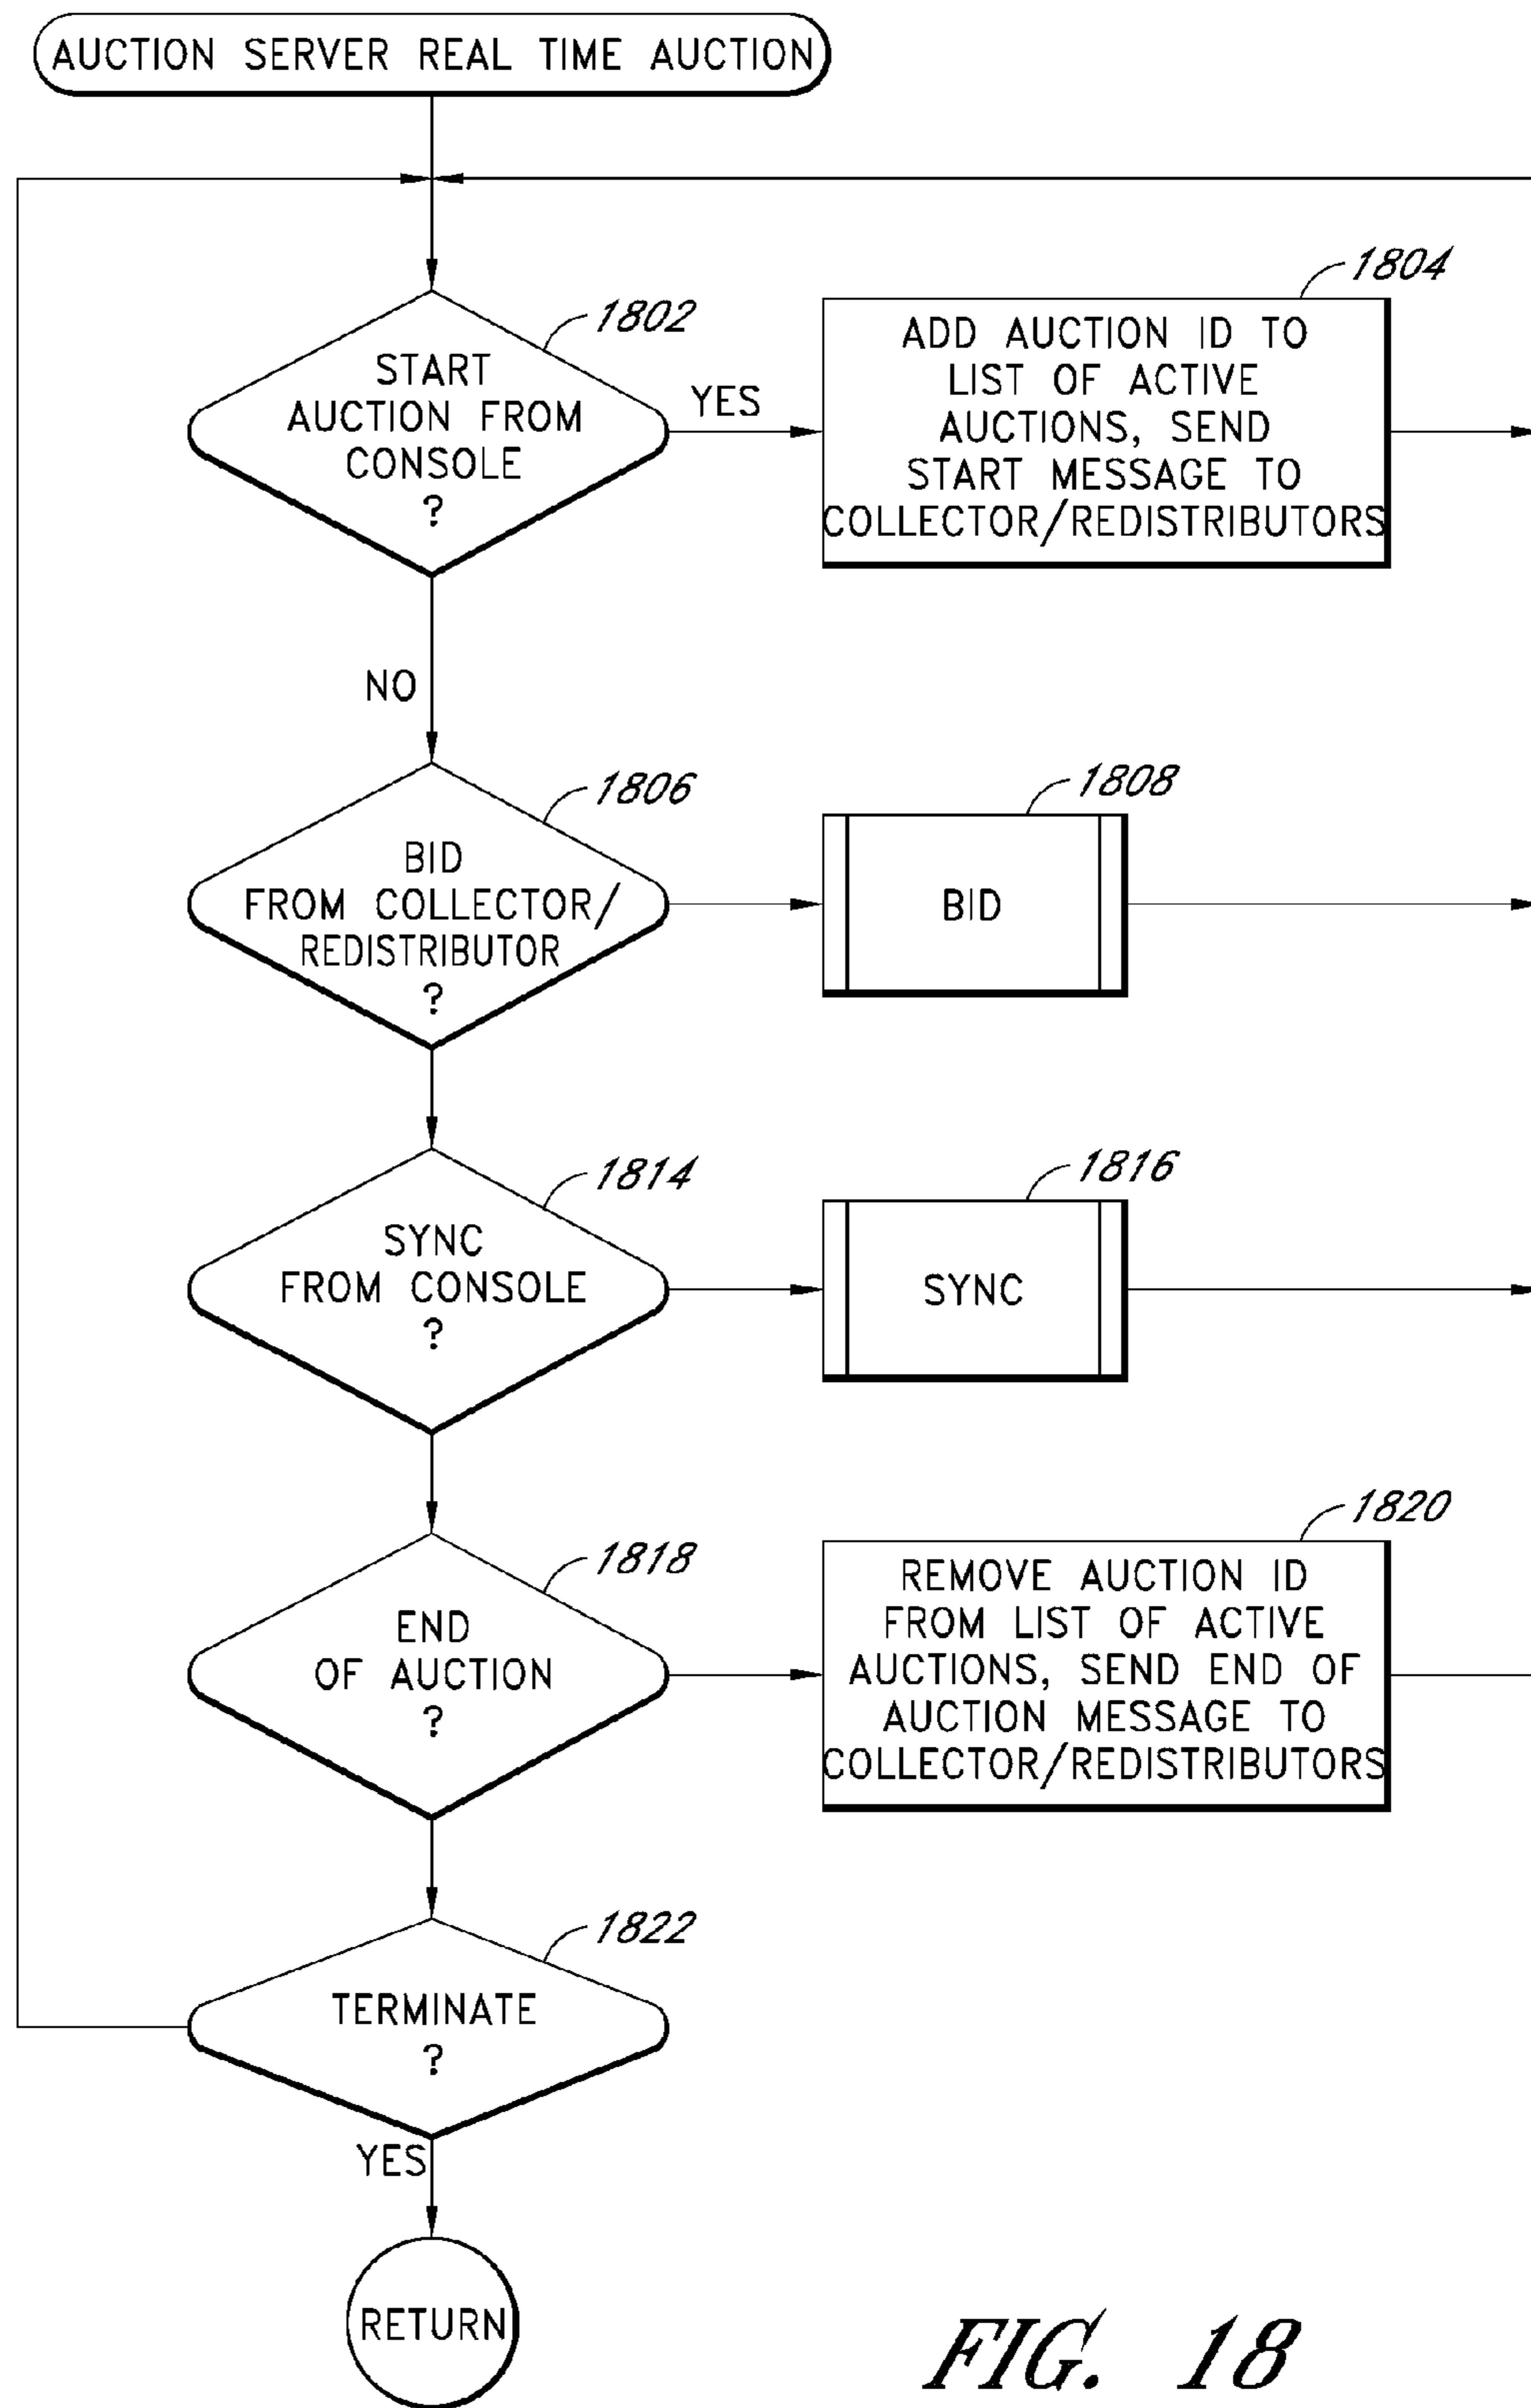 AUCTION SERVER REAL TIME AUCTION
1802
START
AUCTION FROM
CONSOLE
?
YES
1804
ADD AUCTION ID TO
LIST OF ACTIVE
AUCTIONS, SEND
START MESSAGE TO
COLLECTOR/REDISTRIBUTORS
NO
1806
BID
FROM COLLECTOR/
REDISTRIBUTOR
?
1808
BID
1814
SYNC
FROM CONSOLE
?
1816
SYNC
1818
END
OF AUCTION
?
1820
REMOVE AUCTION ID
FROM LIST OF ACTIVE
AUCTIONS, SEND END OF
AUCTION MESSAGE TO
COLLECTOR/REDISTRIBUTORS
1822
TERMINATE
?
YES
RETURN
FIG. 18